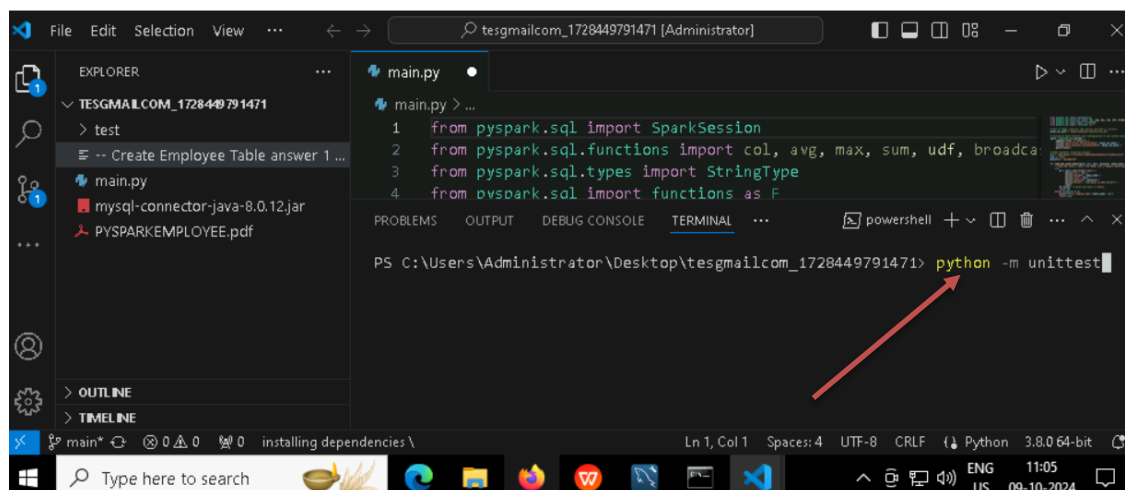 File Edit Selection View ··· tesgmailcom_1728449791471 [Administrator]
EXPLORER ···
TESGMAILCOM_1728449791471
test
-- Create Employee Table answer 1 ...
main.py
mysql-connector-java-8.0.12.jar
PYSPARKEMPLOYEE.pdf
OUTLINE
TIMELINE
main.py
main.py > ...
1 from pyspark.sql import SparkSession
2 from pyspark.sql.functions import col, avg, max, sum, udf, broadca
3 from pyspark.sql.types import StringType
4 from pyspark.sql import functions as F
PROBLEMS OUTPUT DEBUG CONSOLE TERMINAL ··· powershell
PS C:\Users\Administrator\Desktop\tesgmailcom_1728449791471> python -m unittest
main* 0 0 0 installing dependencies \ Ln 1, Col 1 Spaces: 4 UTF-8 CRLF Python 3.8.0 64-bit
Type here to search ENG 11:05
US 09-10-2024